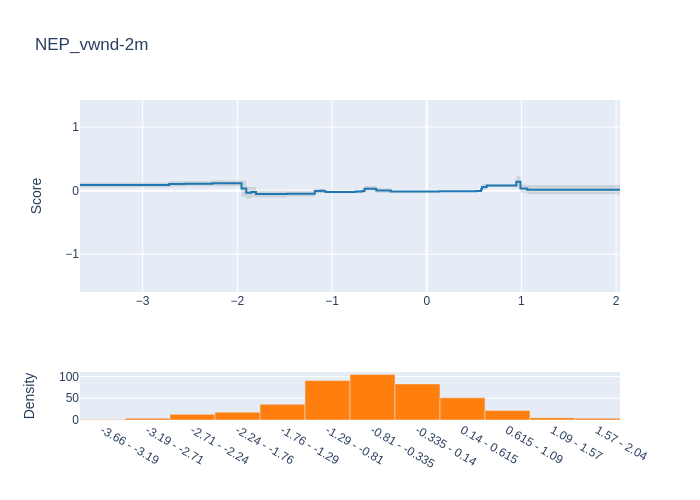 NEP_vwnd-2m
Score
1
0
−1
−3
−2
−1
0
1
2
Density
100
50
0
-3.66 - -3.19
-3.19 - -2.71
-2.71 - -2.24
-2.24 - -1.76
-1.76 - -1.29
-1.29 - -0.81
-0.81 - -0.335
-0.335 - 0.14
0.14 - 0.615
0.615 - 1.09
1.09 - 1.57
1.57 - 2.04